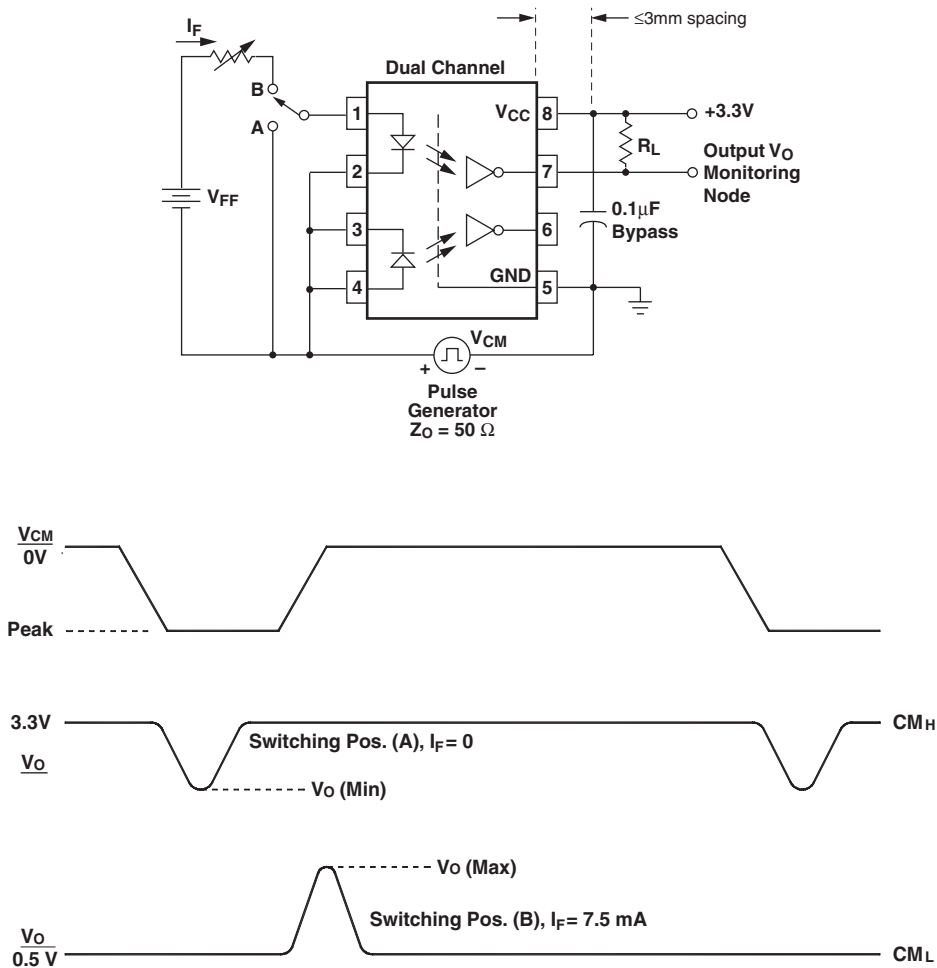 ≤3mm spacing
IF
Dual Channel
B
A
1
VCC
8
+3.3V
RL
2
7
Output VO
Monitoring
Node
VFF
3
6
0.1μF
Bypass
4
GND
5
VCM
+
–
Pulse
Generator
ZO = 50 Ω
VCM
0V
Peak
3.3V
CMH
Switching Pos. (A), IF = 0
VO
VO (Min)
VO (Max)
Switching Pos. (B), IF = 7.5 mA
VO
0.5 V
CML